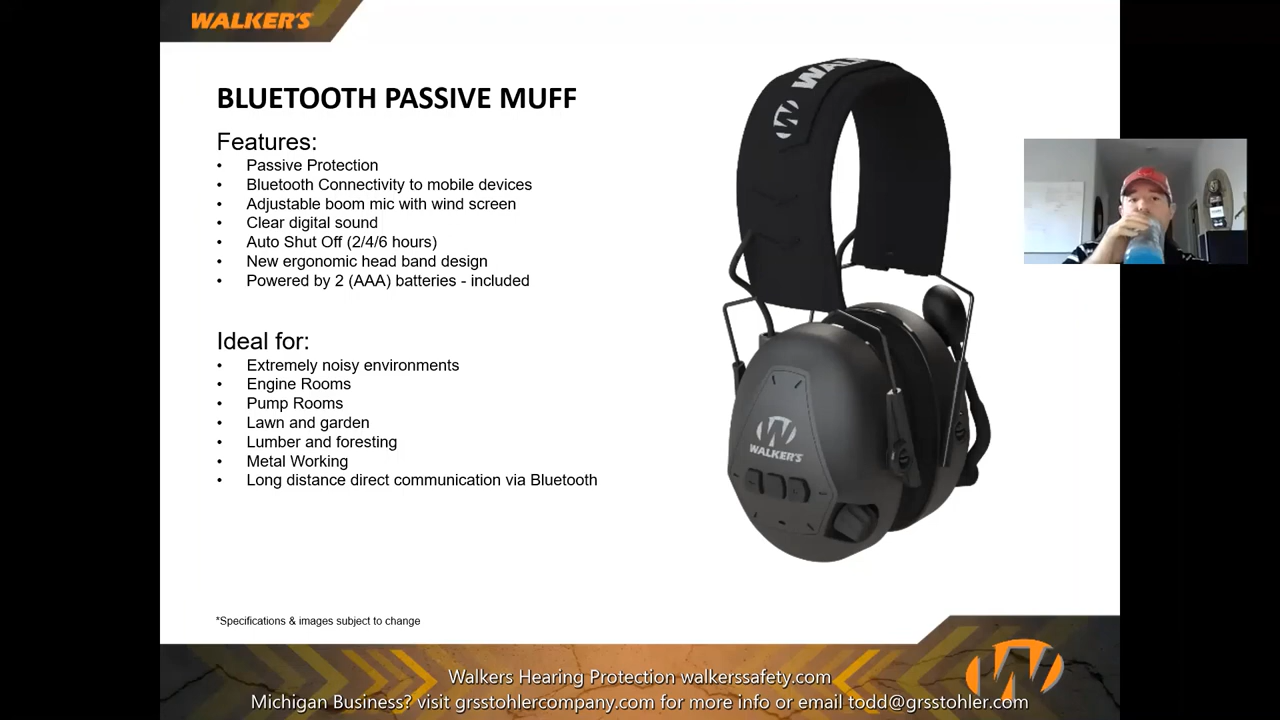 WALKER'S
BLUETOOTH PASSIVE MUFF
Features:
• Passive Protection
• Bluetooth Connectivity to mobile devices
• Adjustable boom mic with wind screen
• Clear digital sound
• Auto Shut Off (2/4/6 hours)
• New ergonomic head band design
• Powered by 2 (AAA) batteries - included
Ideal for:
• Extremely noisy environments
• Engine Rooms
• Pump Rooms
• Lawn and garden
• Lumber and foresting
• Metal Working
• Long distance direct communication via Bluetooth
W
WALKER'S
*Specifications & images subject to change
Walkers Hearing Protection walkerssafety.com
Michigan Business? visit grsstohlercompany.com for more info or email todd@grsstohler.com